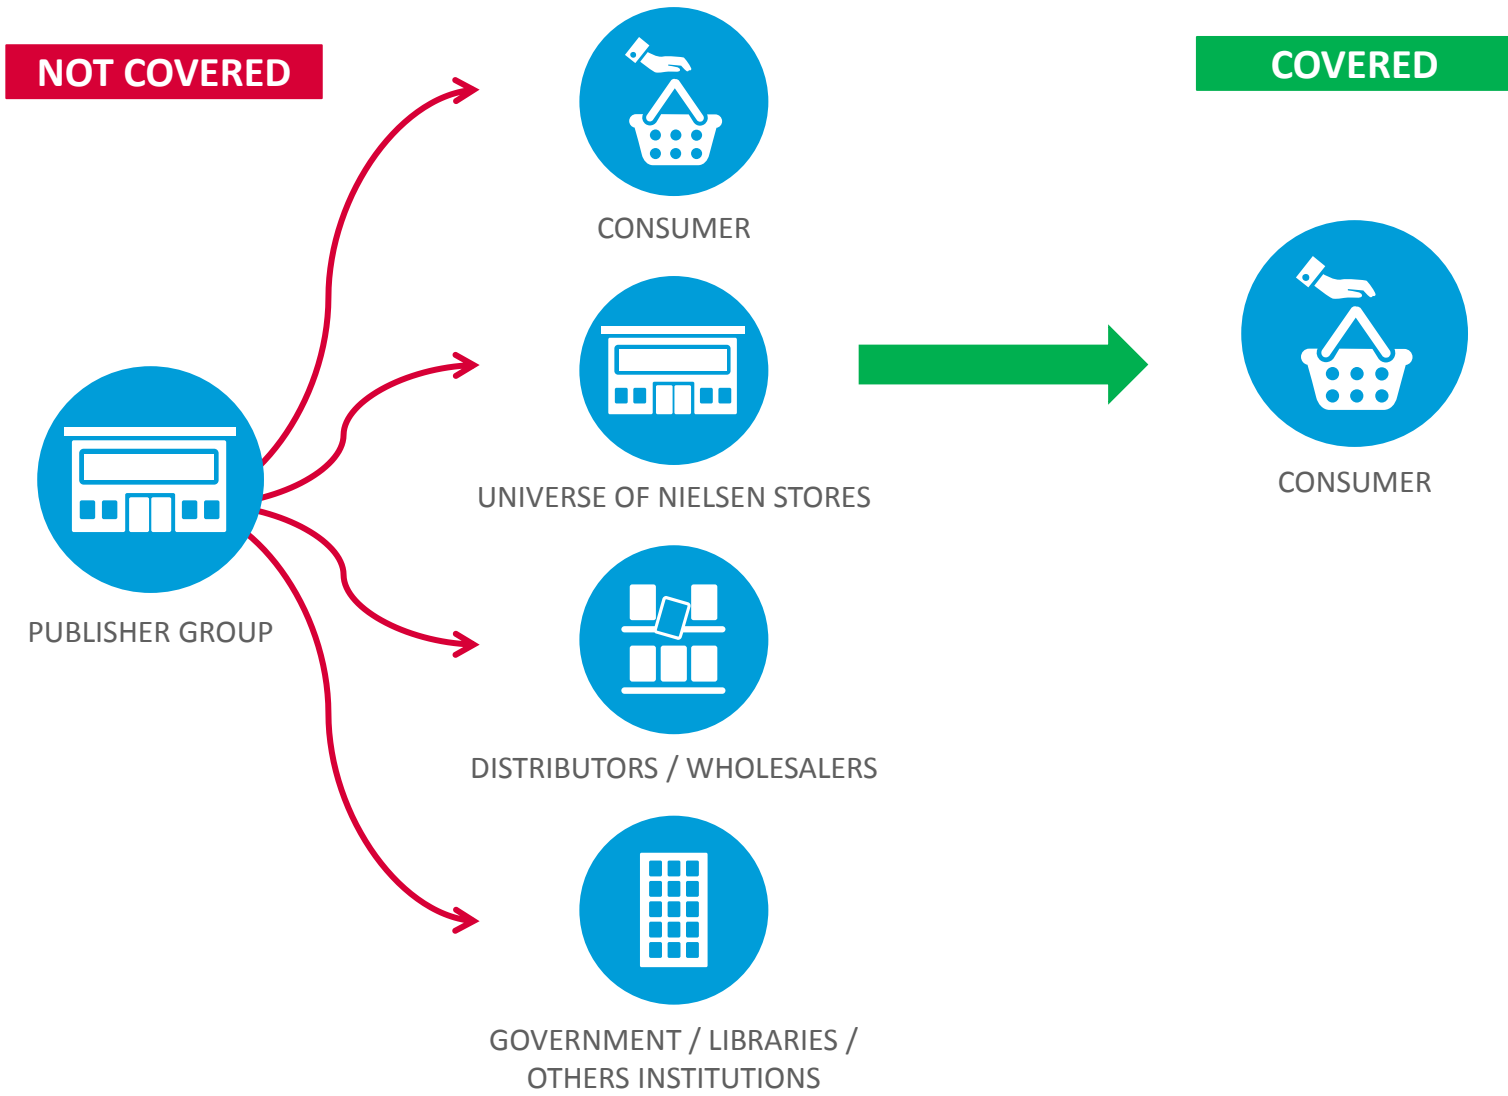 NOT COVERED
COVERED
CONSUMER
UNIVERSE OF NIELSEN STORES
CONSUMER
PUBLISHER GROUP
DISTRIBUTORS / WHOLESALERS
GOVERNMENT / LIBRARIES /
OTHERS INSTITUTIONS